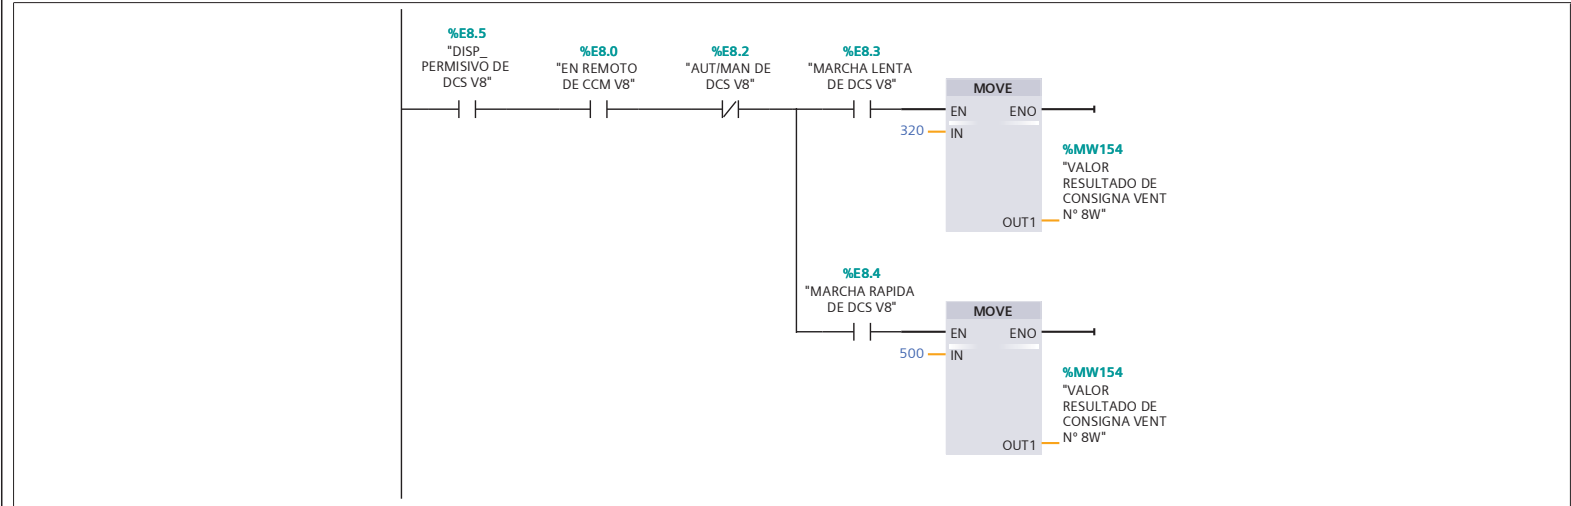 %E8.5
"DISP_
PERMISIVO DE
DCS V8"
%E8.0
"EN REMOTO
DE CCM V8"
%E8.2
"AUT/MAN DE
DCS V8"
%E8.3
"MARCHA LENTA
DE DCS V8"
MOVE
EN ENO
320 IN
%MW154
"VALOR
RESULTADO DE
CONSIGNA VENT
N° 8W"
OUT1
%E8.4
"MARCHA RAPIDA
DE DCS V8"
MOVE
EN ENO
500 IN
%MW154
"VALOR
RESULTADO DE
CONSIGNA VENT
N° 8W"
OUT1